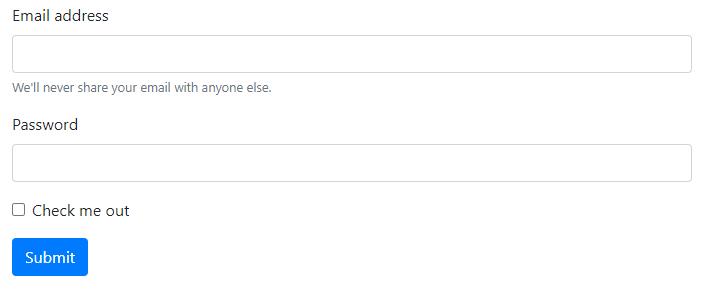 Email address
We'll never share your email with anyone else.
Password
Check me out
Submit